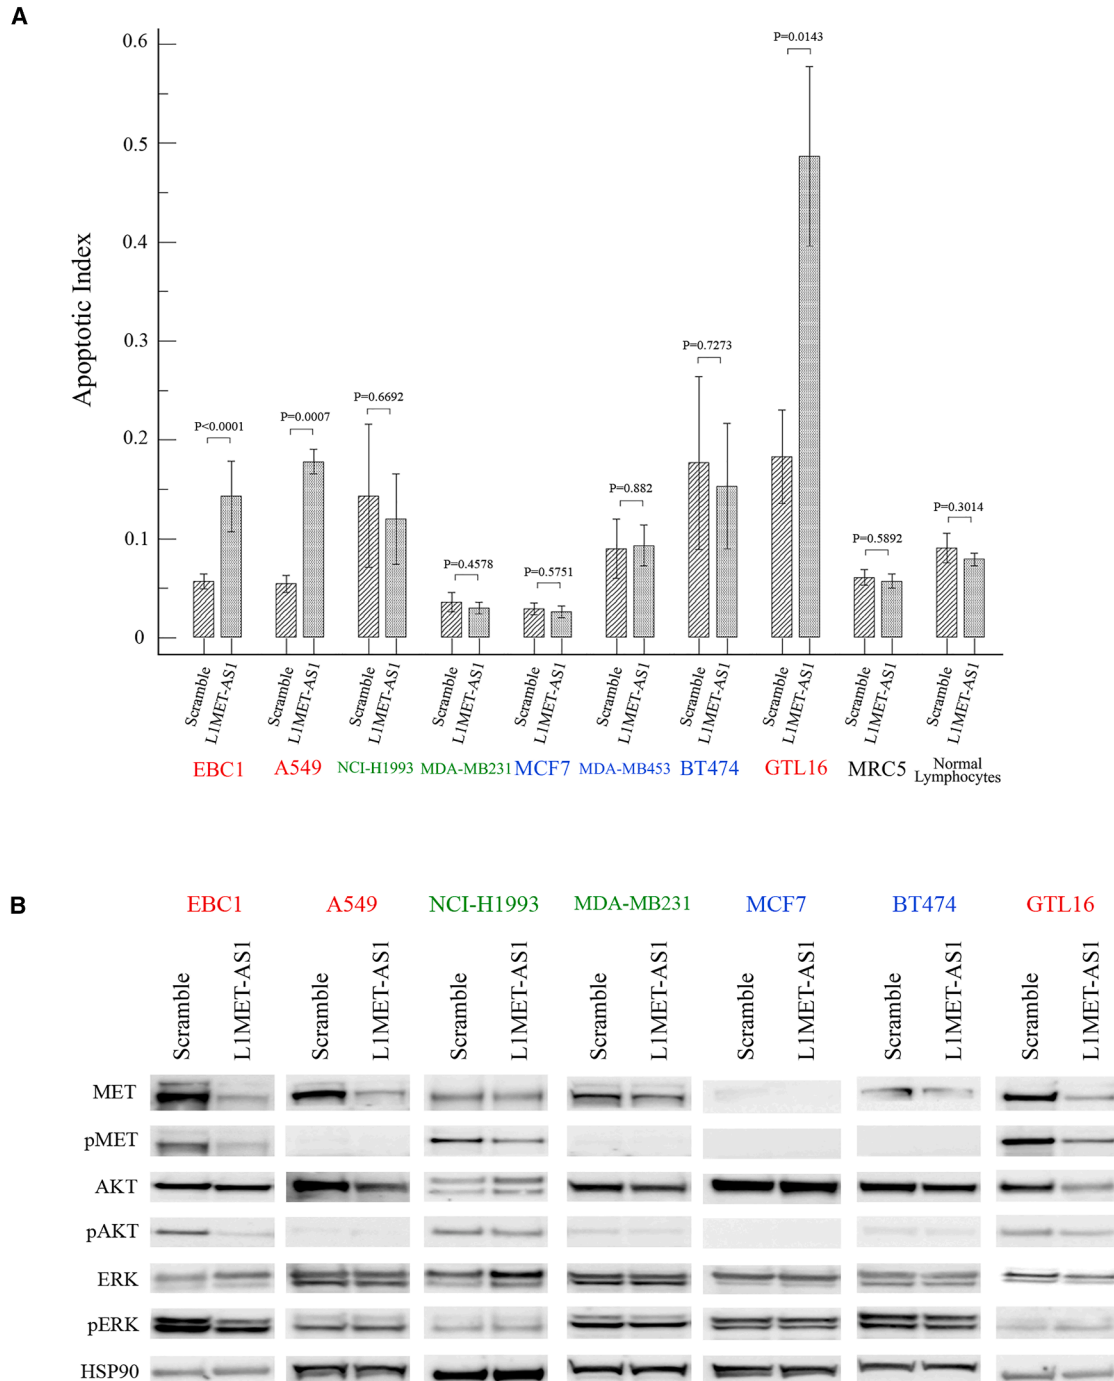 A
0.6
P=0.0143
0.5
0.4
P=0.7273
0.3
P=0.6692
P=0.0007
P<0.0001
0.2
P=0.882
P=0.3014
P=0.5892
P=0.4578
P=0.5751
0.1
0
Apoptotic Index
Scramble L1MET-AS1 Scramble L1MET-AS1 Scramble L1MET-AS1 Scramble L1MET-AS1 Scramble L1MET-AS1 Scramble L1MET-AS1 Scramble L1MET-AS1 Scramble L1MET-AS1 Scramble L1MET-AS1 Scramble L1MET-AS1
EBC1 A549 NCI-H1993 MDA-MB231 MCF7 MDA-MB453 BT474 GTL16 MRC5 Normal
Lymphocytes
B
EBC1 A549 NCI-H1993 MDA-MB231 MCF7 BT474 GTL16
Scramble L1MET-AS1 Scramble L1MET-AS1 Scramble L1MET-AS1 Scramble L1MET-AS1 Scramble L1MET-AS1 Scramble L1MET-AS1 Scramble L1MET-AS1
MET
pMET
AKT
pAKT
ERK
pERK
HSP90